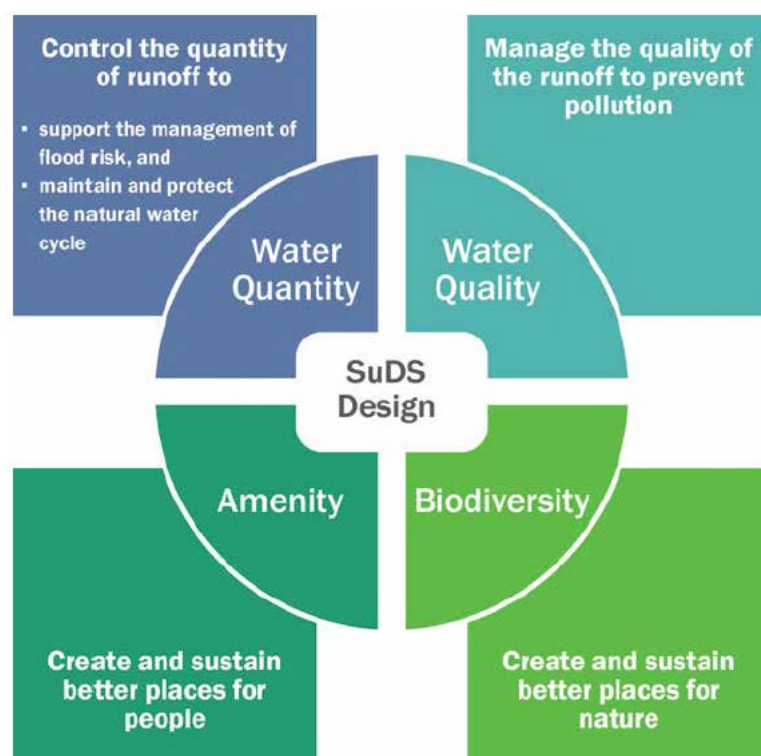 Control the quantity
of runoff to
▪ support the management of
flood risk, and
▪ maintain and protect
the natural water
cycle
Manage the quality of
the runoff to prevent
pollution
Water
Quantity
Water
Quality
SuDS
Design
Amenity
Biodiversity
Create and sustain
better places for
people
Create and sustain
better places for
nature